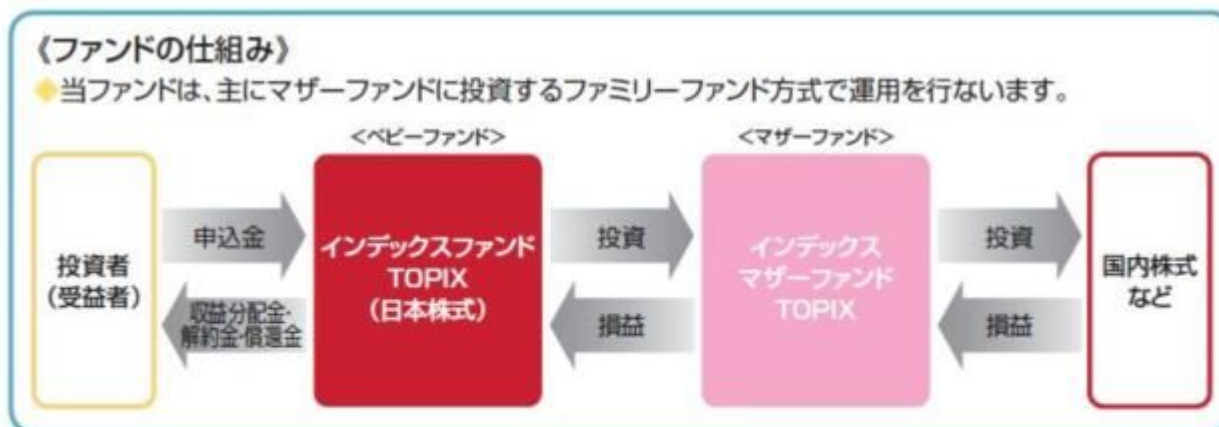 《ファンドの仕組み》
◆当ファンドは、主にマザーファンドに投資するファミリーファンド方式で運用を行ないます。
<ベビーファンド>
<マザーファンド>
投資者
(受益者)
申込金
収益分配金・
解約金・償還金
インデックスファンド
TOPIX
(日本株式)
投資
損益
インデックス
マザーファンド
TOPIX
投資
損益
国内株式
など